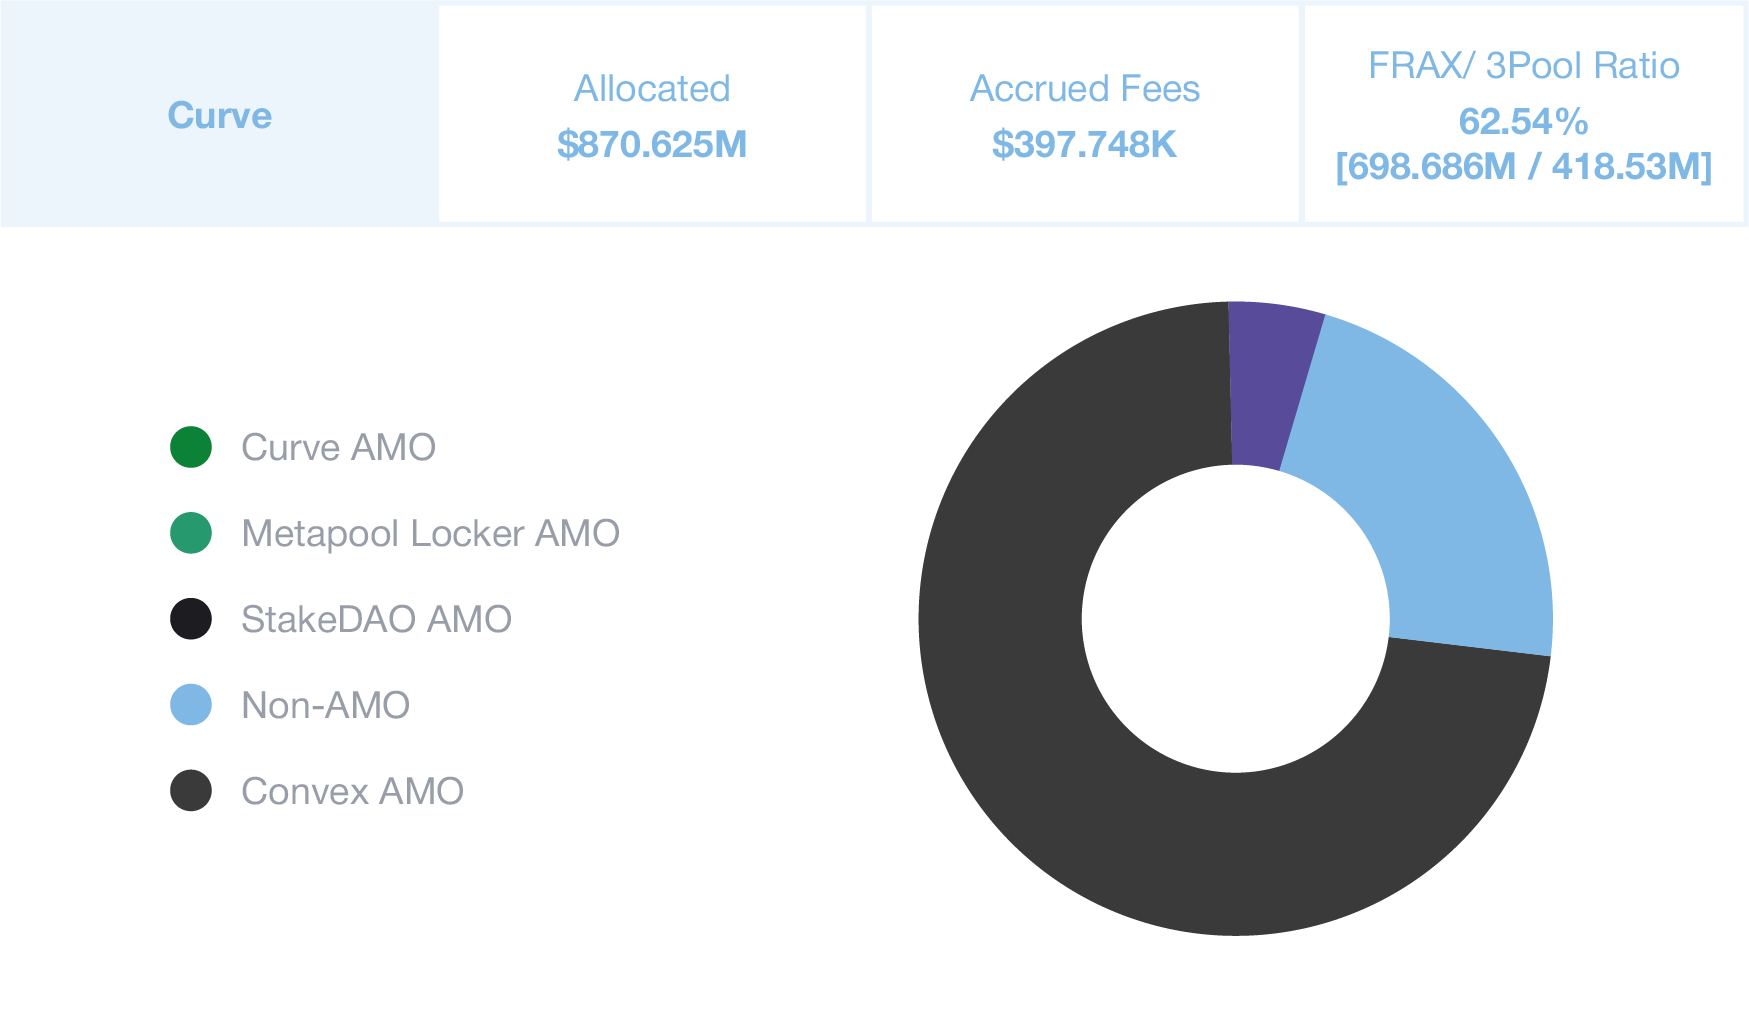 Curve
Allocated
$870.625M
Accrued Fees
$397.748K
FRAX/ 3Pool Ratio
62.54%
[698.686M / 418.53M]
Curve AMO
Metapool Locker AMO
StakeDAO AMO
Non-AMO
Convex AMO